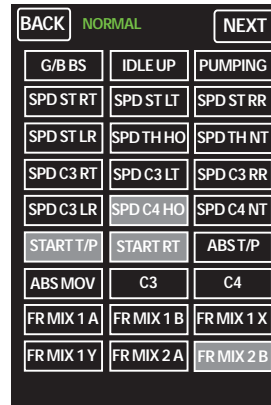 BACK NORMAL NEXT
G/B BS IDLE UP PUMPING
SPD ST RT SPD ST LT SPD ST RR
SPD ST LR SPD TH HO SPD TH NT
SPD C3 RT SPD C3 LT SPD C3 RR
SPD C3 LR SPD C4 HO SPD C4 NT
START T/P START RT ABS T/P
ABS MOV C3 C4
FR MIX 1 A FR MIX 1 B FR MIX 1 X
FR MIX 1 Y FR MIX 2 A FR MIX 2 B